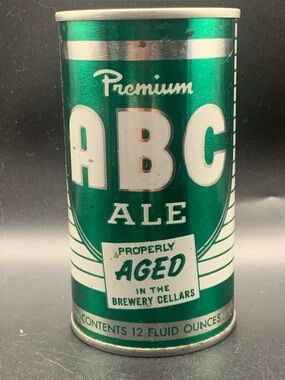 Premium
ABC
ALE
PROPERLY
AGED
IN THE
BREWERY CELLARS
CONTENTS 12 FLUID OUNCES